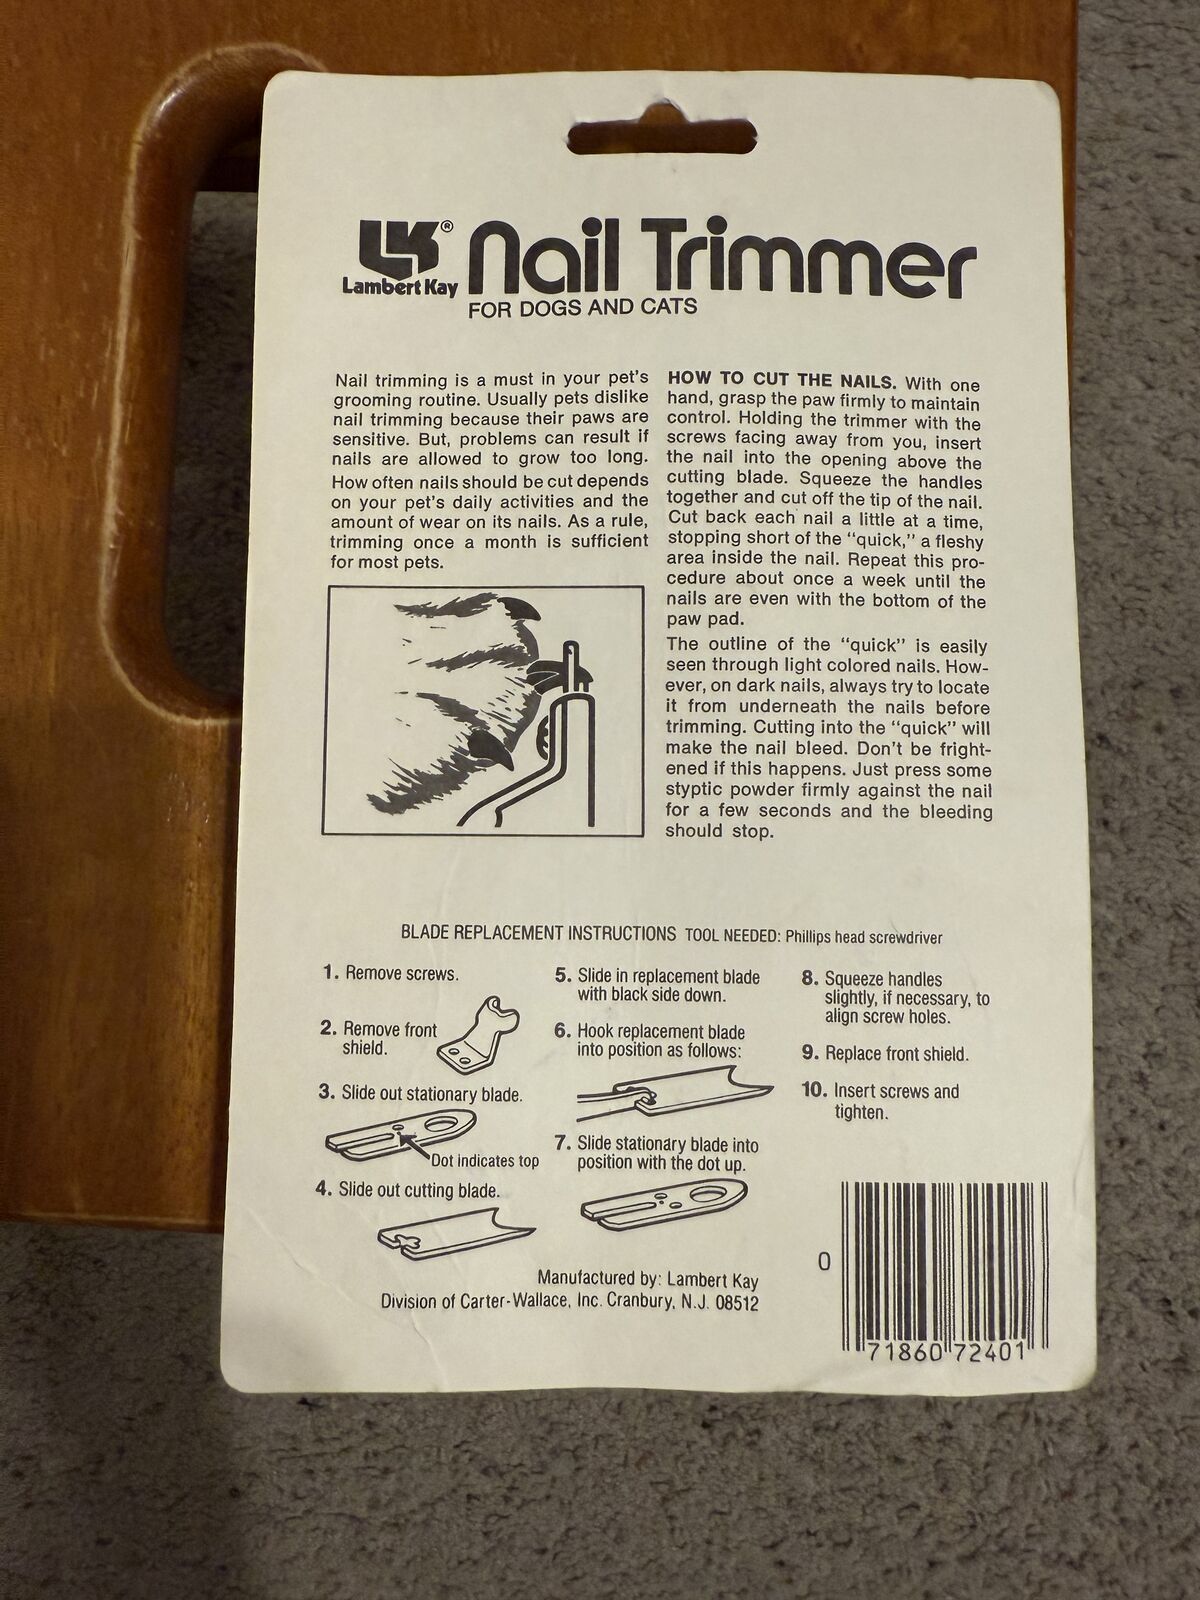 LK®
Lambert Kay
Nail Trimmer
FOR DOGS AND CATS
Nail trimming is a must in your pet's
grooming routine. Usually pets dislike
nail trimming because their paws are
sensitive. But, problems can result if
nails are allowed to grow too long.
How often nails should be cut depends
on your pet's daily activities and the
amount of wear on its nails. As a rule,
trimming once a month is sufficient
for most pets.
HOW TO CUT THE NAILS. With one
hand, grasp the paw firmly to maintain
control. Holding the trimmer with the
screws facing away from you, insert
the nail into the opening above the
cutting blade. Squeeze the handles
together and cut off the tip of the nail.
Cut back each nail a little at a time,
stopping short of the "quick," a fleshy
area inside the nail. Repeat this pro-
cedure about once a week until the
nails are even with the bottom of the
paw pad.
The outline of the "quick" is easily
seen through light colored nails. How-
ever, on dark nails, always try to locate
it from underneath the nails before
trimming. Cutting into the "quick" will
make the nail bleed. Don't be fright-
ened if this happens. Just press some
styptic powder firmly against the nail
for a few seconds and the bleeding
should stop.
BLADE REPLACEMENT INSTRUCTIONS TOOL NEEDED: Phillips head screwdriver
1. Remove screws.
2. Remove front
shield.
3. Slide out stationary blade.
Dot indicates top
4. Slide out cutting blade.
5. Slide in replacement blade
with black side down.
6. Hook replacement blade
into position as follows:
7. Slide stationary blade into
position with the dot up.
8. Squeeze handles
slightly, if necessary, to
align screw holes.
9. Replace front shield.
10. Insert screws and
tighten.
Manufactured by: Lambert Kay
Division of Carter-Wallace, Inc. Cranbury, N.J. 08512
0 71860 72401